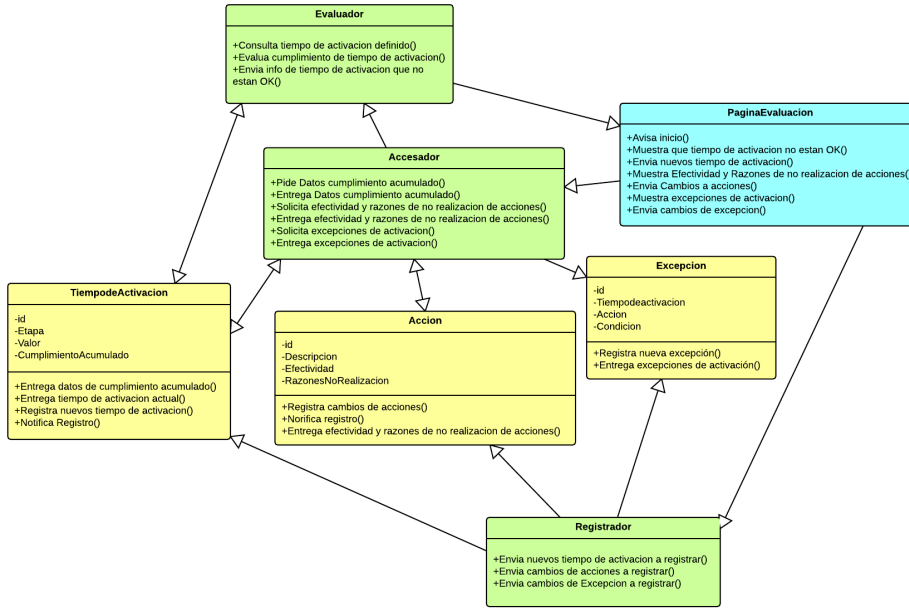 Evaluador
+Consulta tiempo de activacion definido()
+Evalua cumplimiento de tiempo de activacion()
+Envia info de tiempo de activacion que no
estan OK()
PaginaEvaluacion
+Avisa inicio()
+Muestra que tiempo de activacion no estan OK()
+Envia nuevos tiempo de activacion()
+Muestra Efectividad y Razones de no realizacion de acciones()
+Envia Cambios a acciones()
+Muestra excepciones de activacion()
+Envia cambios de excepcion()
Accesador
+Pide Datos cumplimiento acumulado()
+Entrega Datos cumplimiento acumulado()
+Solicita efectividad y razones de no realizacion de acciones()
+Entrega efectividad y razones de no realizacion de acciones()
+Solicita excepciones de activacion()
+Entrega excepciones de activacion()
TiempodeActivacion
-id
-Etapa
-Valor
-CumplimientoAcumulado
+Entrega datos de cumplimiento acumulado()
+Entrega tiempo de activacion actual()
+Registra nuevos tiempo de activacion()
+Notifica Registro()
Accion
-id
-Descripcion
-Efectividad
-RazonesNoRealizacion
+Registra cambios de acciones()
+Norifica registro()
+Entrega efectividad y razones de no realizacion de acciones()
Excepcion
-id
-Tiempodeactivacion
-Accion
-Condicion
+Registra nueva excepción()
+Entrega excepciones de activación()
Registrador
+Envia nuevos tiempo de activacion a registrar()
+Envia cambios de acciones a registrar()
+Envia cambios de Excepcion a registrar()